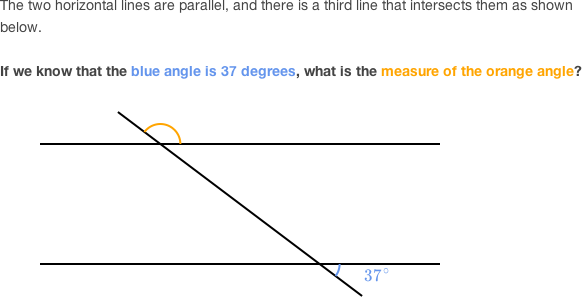 The two horizontal lines are parallel, and there is a third line that intersects them as shown
below.
If we know that the blue angle is 37 degrees, what is the measure of the orange angle?
37°